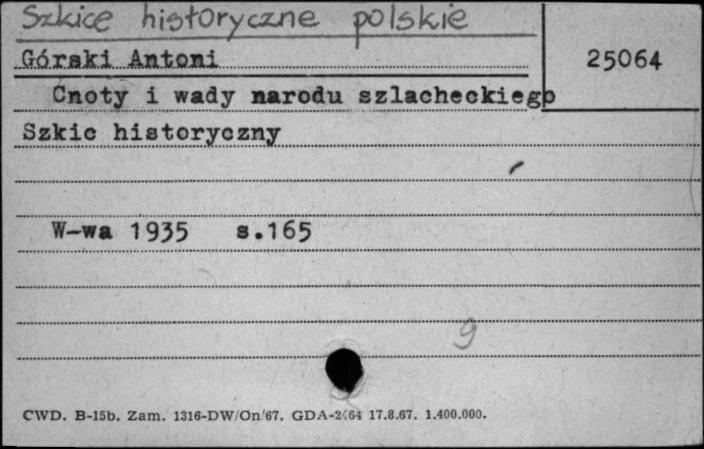 Szkice historyczne polskie
Górski Antoni
25064
Cnoty i wady narodu szlacheckiego
Szkic historyczny
W-wa 1935 s.165
9
CWD. B-15b. Zam. 1316-DW/On/67. GDA-2464 17.8.67. 1.400.000.